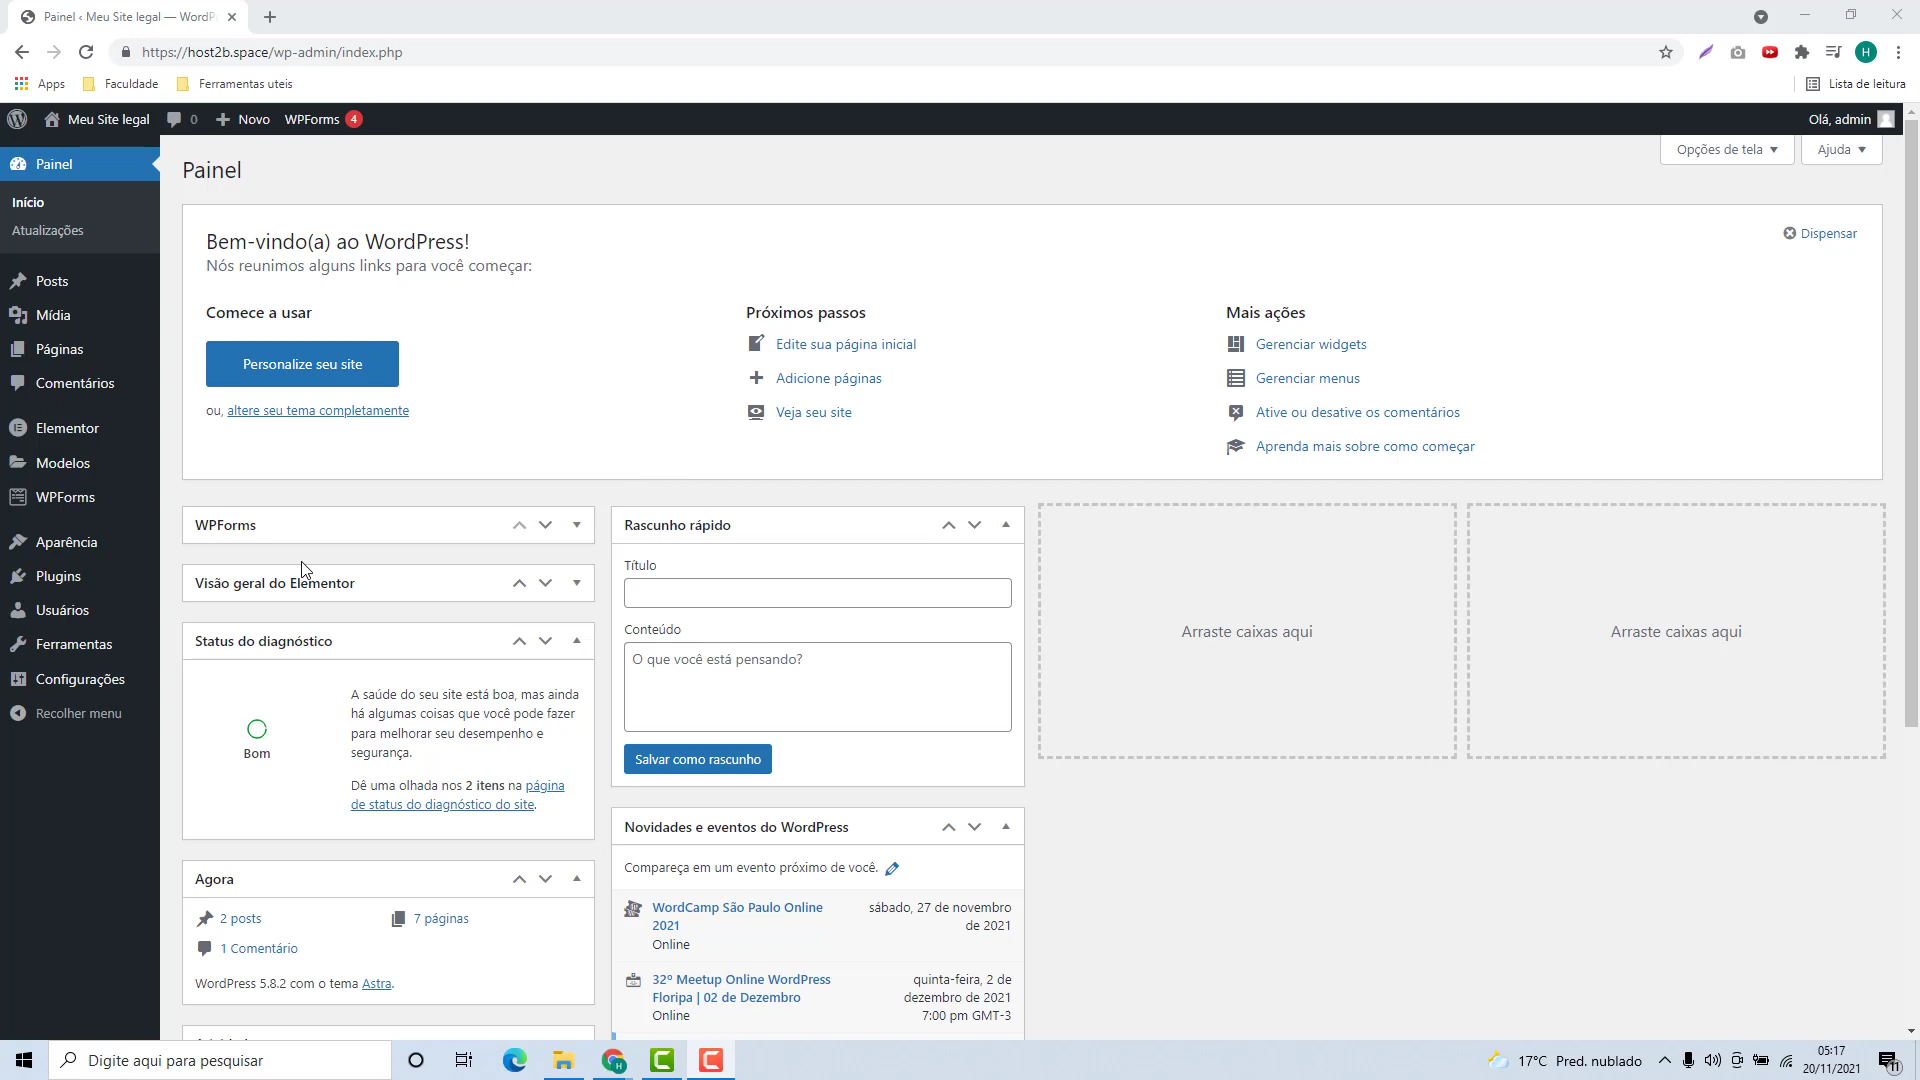 Painel ‹ Meu Site legal — WordP
https://host2b.space/wp-admin/index.php
H
Apps
Faculdade
Ferramentas uteis
Lista de leitura
Meu Site legal
0
Novo
WPForms
4
Olá, admin
Painel
Início
Atualizações
Posts
Mídia
Páginas
Comentários
Elementor
Modelos
WPForms
Aparência
Plugins
Usuários
Ferramentas
Configurações
Recolher menu
Painel
Opções de tela
Ajuda
Bem-vindo(a) ao WordPress!
Nós reunimos alguns links para você começar:
Dispensar
Comece a usar
Personalize seu site
ou, altere seu tema completamente
Próximos passos
Edite sua página inicial
Adicione páginas
Veja seu site
Mais ações
Gerenciar widgets
Gerenciar menus
Ative ou desative os comentários
Aprenda mais sobre como começar
WPForms
Visão geral do Elementor
Status do diagnóstico
Bom
A saúde do seu site está boa, mas ainda
há algumas coisas que você pode fazer
para melhorar seu desempenho e
segurança.
Dê uma olhada nos 2 itens na página
de status do diagnóstico do site.
Agora
2 posts
7 páginas
1 Comentário
WordPress 5.8.2 com o tema Astra.
Rascunho rápido
Título
Conteúdo
O que você está pensando?
Salvar como rascunho
Novidades e eventos do WordPress
Compareça em um evento próximo de você.
WordCamp São Paulo Online
2021
Online
sábado, 27 de novembro
de 2021
32º Meetup Online WordPress
Floripa | 02 de Dezembro
Online
quinta-feira, 2 de
dezembro de 2021
7:00 pm GMT-3
Arraste caixas aqui
Arraste caixas aqui
Digite aqui para pesquisar
17°C Pred. nublado
05:17
20/11/2021
11